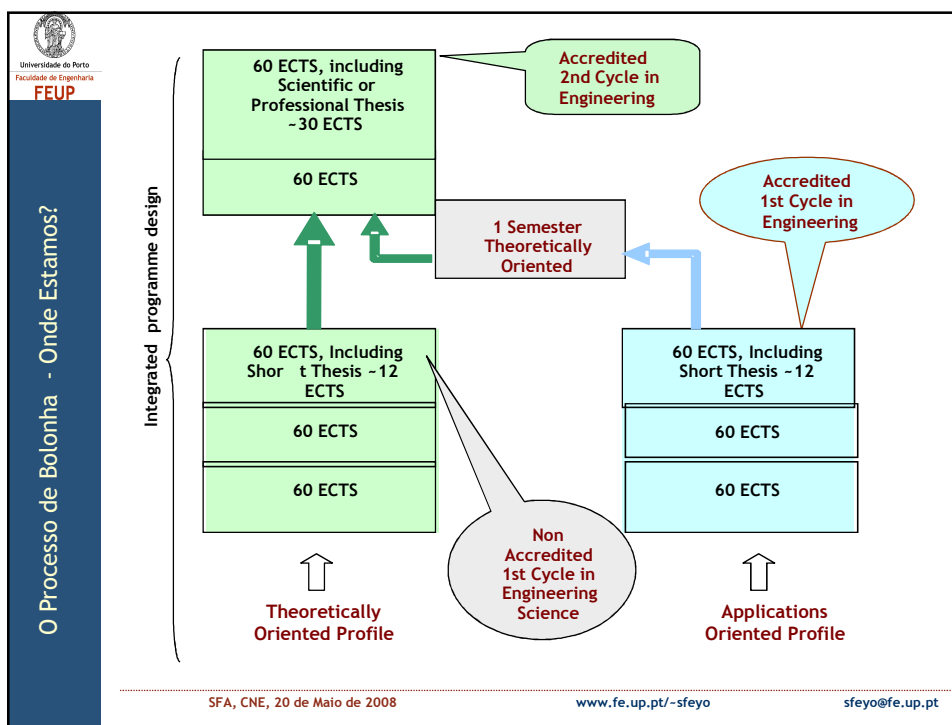 Universidade do Porto
Faculdade de Engenharia
FEUP
O Processo de Bolonha - Onde Estamos?
Integrated programme design
60 ECTS, including
Scientific or
Professional Thesis
~30 ECTS
60 ECTS
Accredited
2nd Cycle in
Engineering
1 Semester
Theoretically
Oriented
Accredited
1st Cycle in
Engineering
60 ECTS, Including
Shor t Thesis ~12
ECTS
60 ECTS
60 ECTS
60 ECTS, Including
Short Thesis ~12
ECTS
60 ECTS
60 ECTS
Non
Accredited
1st Cycle in
Engineering
Science
Theoretically
Oriented Profile
Applications
Oriented Profile
SFA, CNE, 20 de Maio de 2008
www.fe.up.pt/~sfeyo
sfeyo@fe.up.pt